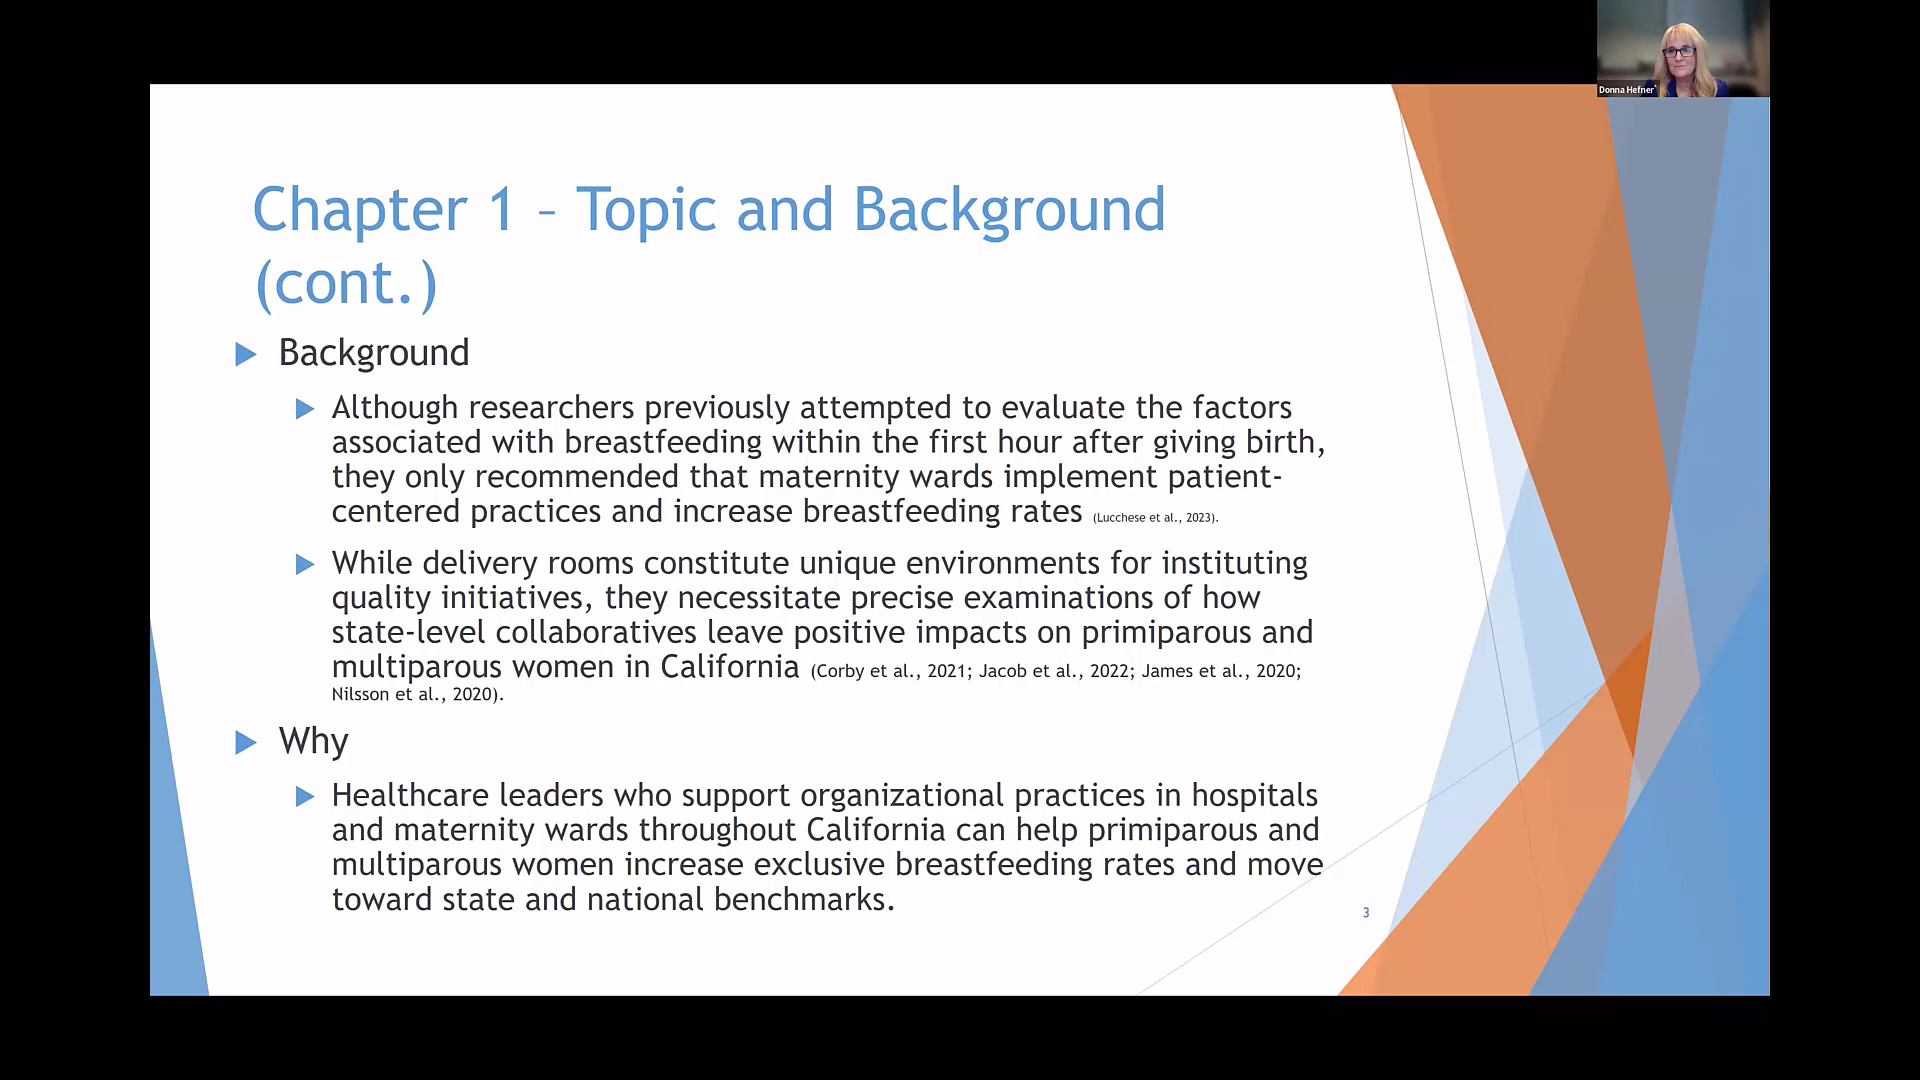 Donna Hefner
Chapter 1 – Topic and Background
(cont.)
Background
Although researchers previously attempted to evaluate the factors
associated with breastfeeding within the first hour after giving birth,
they only recommended that maternity wards implement patient-
centered practices and increase breastfeeding rates (Lucchese et al., 2023).
While delivery rooms constitute unique environments for instituting
quality initiatives, they necessitate precise examinations of how
state-level collaboratives leave positive impacts on primiparous and
multiparous women in California (Corby et al., 2021; Jacob et al., 2022; James et al., 2020;
Nilsson et al., 2020).
Why
Healthcare leaders who support organizational practices in hospitals
and maternity wards throughout California can help primiparous and
multiparous women increase exclusive breastfeeding rates and move
toward state and national benchmarks.
3